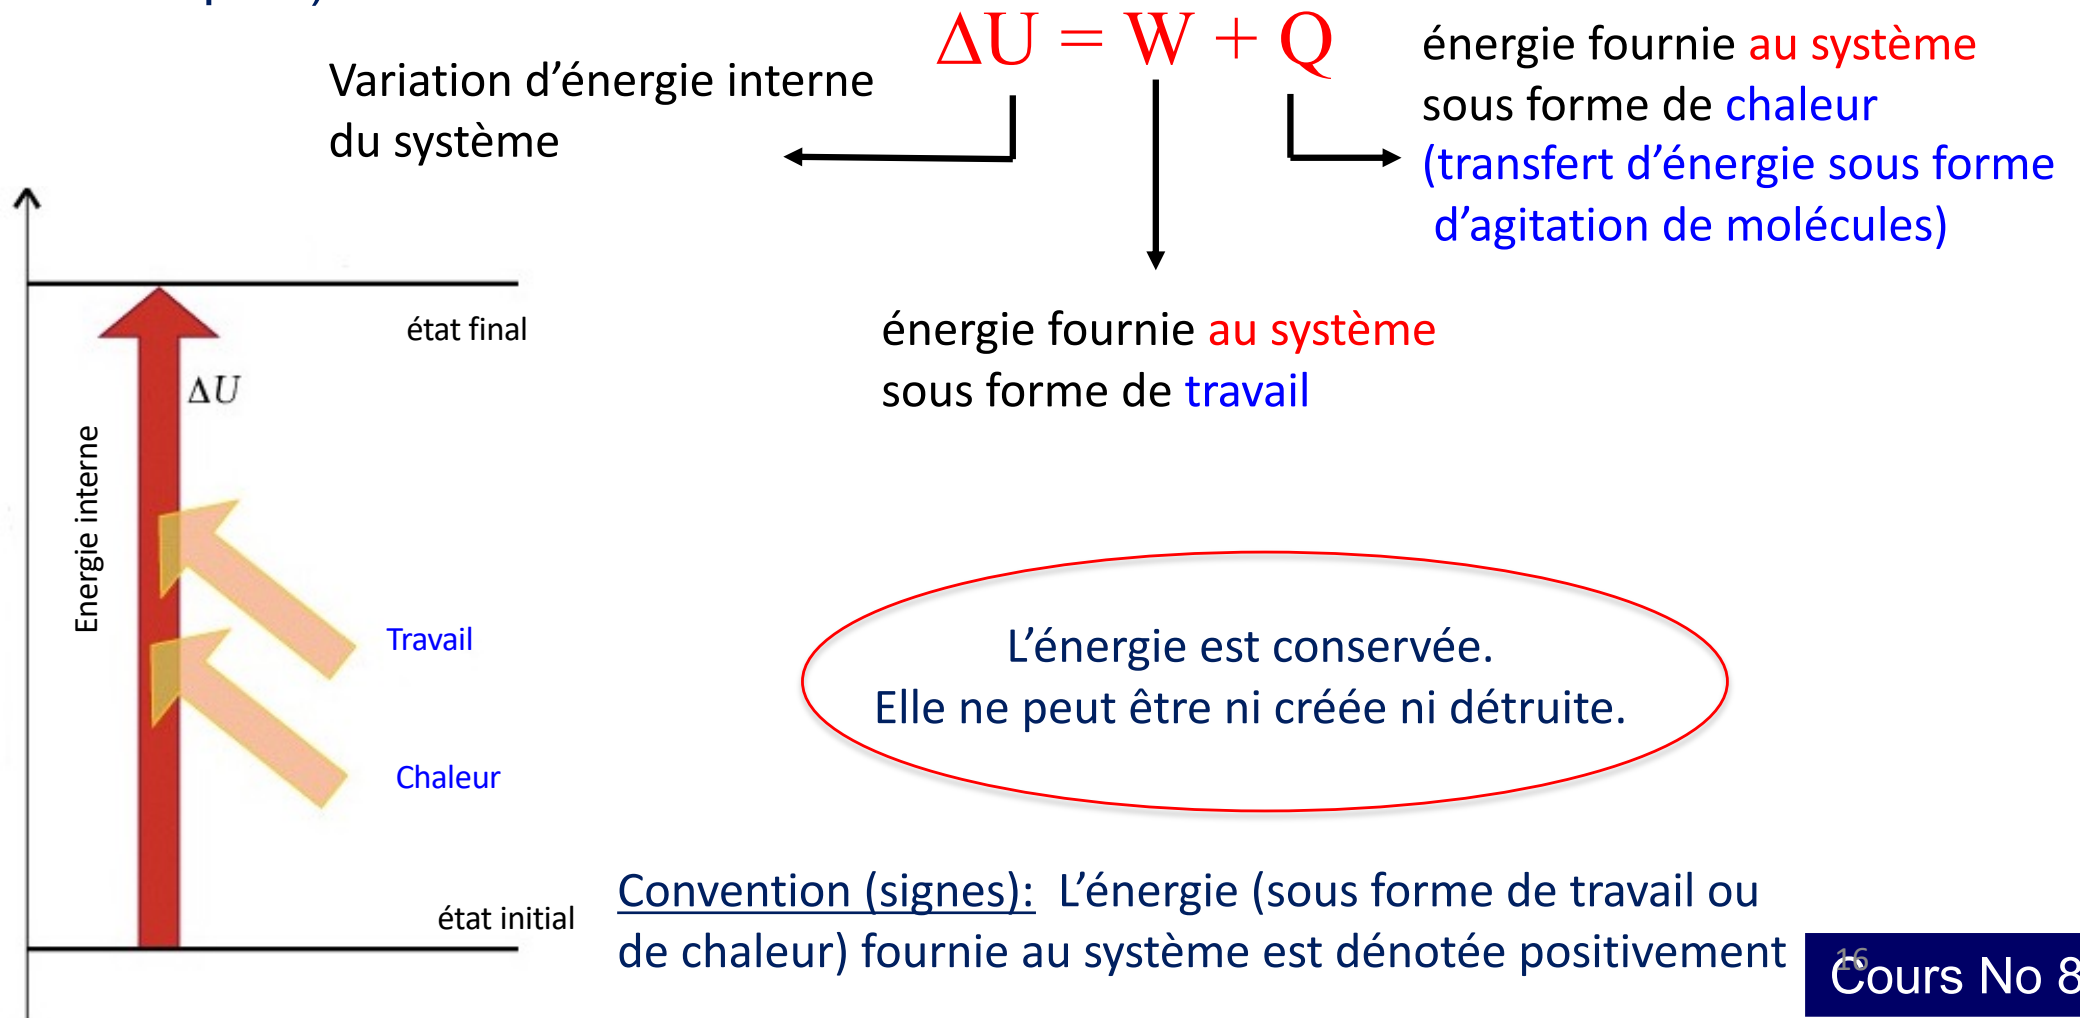 ΔU = W + Q
Variation d’énergie interne
du système
énergie fournie au système
sous forme de chaleur
(transfert d’énergie sous forme
d’agitation de molécules)
énergie fournie au système
sous forme de travail
état final
ΔU
Energie interne
Travail
Chaleur
état initial
L’énergie est conservée.
Elle ne peut être ni créée ni détruite.
Convention (signes): L’énergie (sous forme de travail ou
de chaleur) fournie au système est dénotée positivement
16
Cours No 8